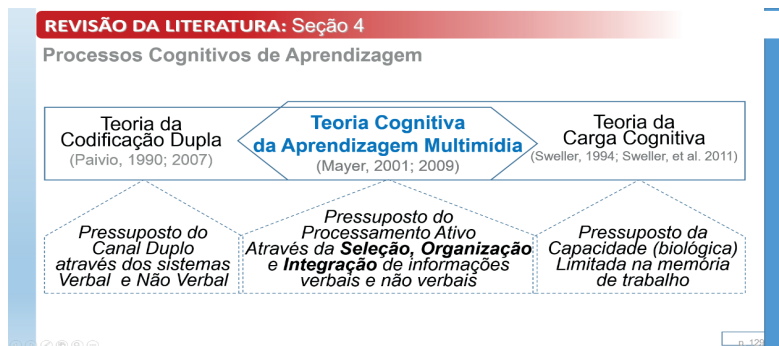 REVISÃO DA LITERATURA: Seção 4
Processos Cognitivos de Aprendizagem
Teoria da
Codificação Dupla
(Paivio, 1990; 2007)
Teoria Cognitiva
da Aprendizagem Multimídia
(Mayer, 2001; 2009)
Teoria da
Carga Cognitiva
(Sweller, 1994; Sweller, et al. 2011)
Pressuposto do
Canal Duplo
através dos sistemas
Verbal e Não Verbal
Pressuposto do
Processamento Ativo
Através da Seleção, Organização
e Integração de informações
verbais e não verbais
Pressuposto da
Capacidade (biológica)
Limitada na memória
de trabalho
p. 129